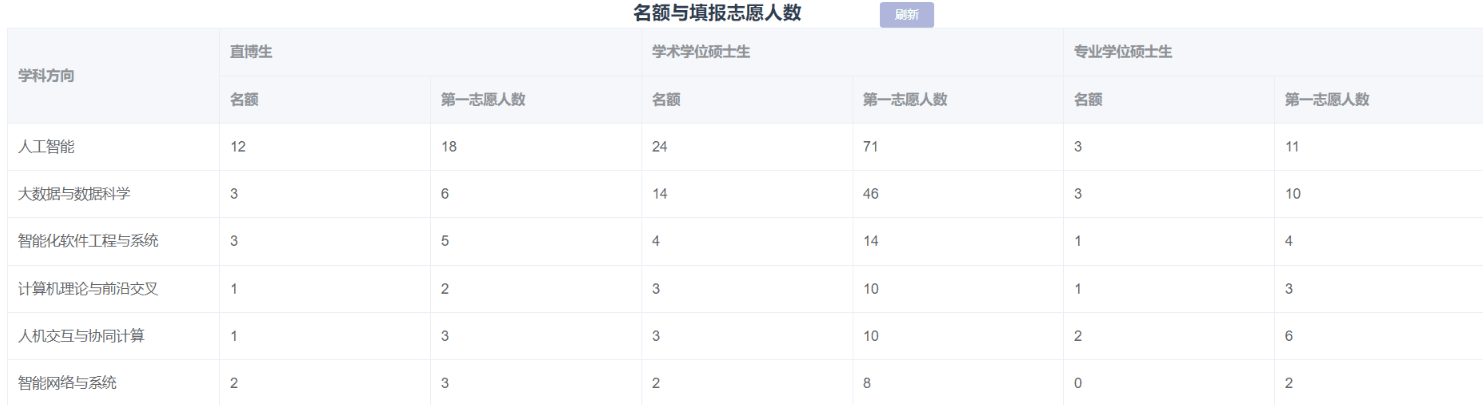 名额与填报志愿人数 刷新
学科方向 直博生 学术学位硕士生 专业学位硕士生
名额 第一志愿人数 名额 第一志愿人数 名额 第一志愿人数
人工智能 12 18 24 71 3 11
大数据与数据科学 3 6 14 46 3 10
智能化软件工程与系统 3 5 4 14 1 4
计算机理论与前沿交叉 1 2 3 10 1 3
人机交互与协同计算 1 3 3 10 2 6
智能网络与系统 2 3 2 8 0 2